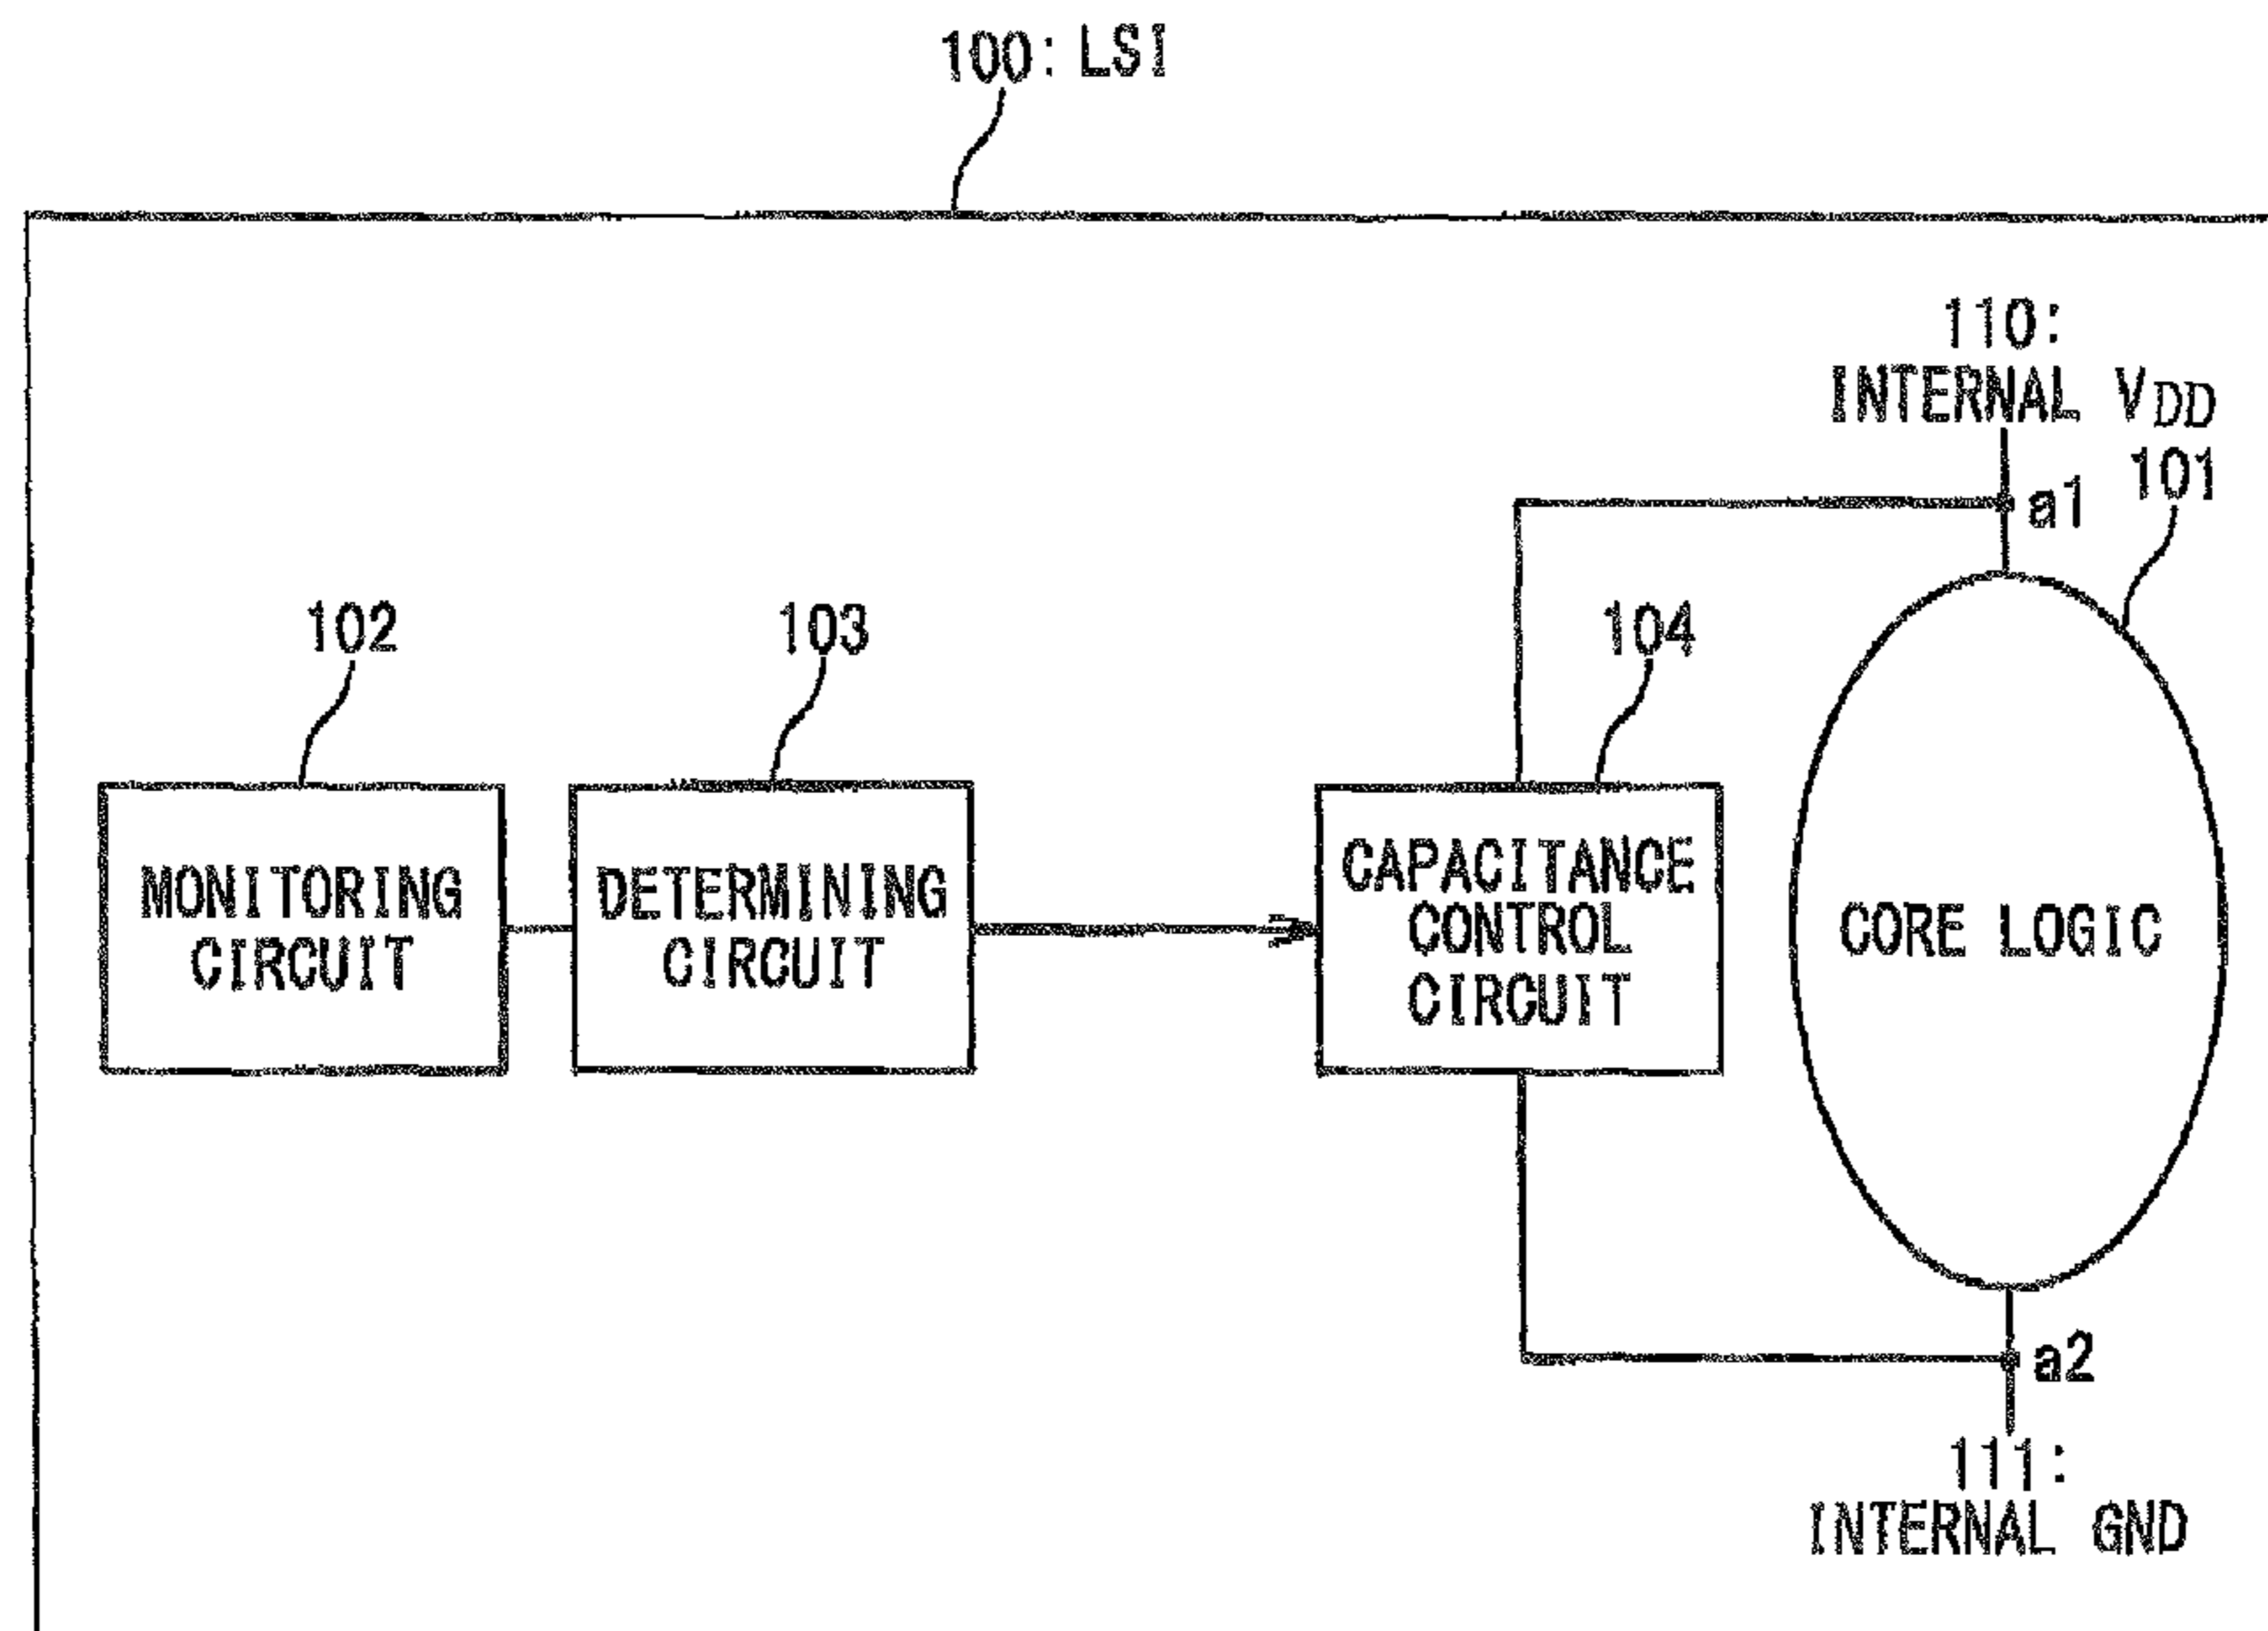 100: LSI
110:
INTERNAL VDD
101
a1
102
103
104
MONITORING
CIRCUIT
DETERMINING
CIRCUIT
CAPACITANCE
CONTROL
CIRCUIT
CORE LOGIC
a2
111:
INTERNAL GND